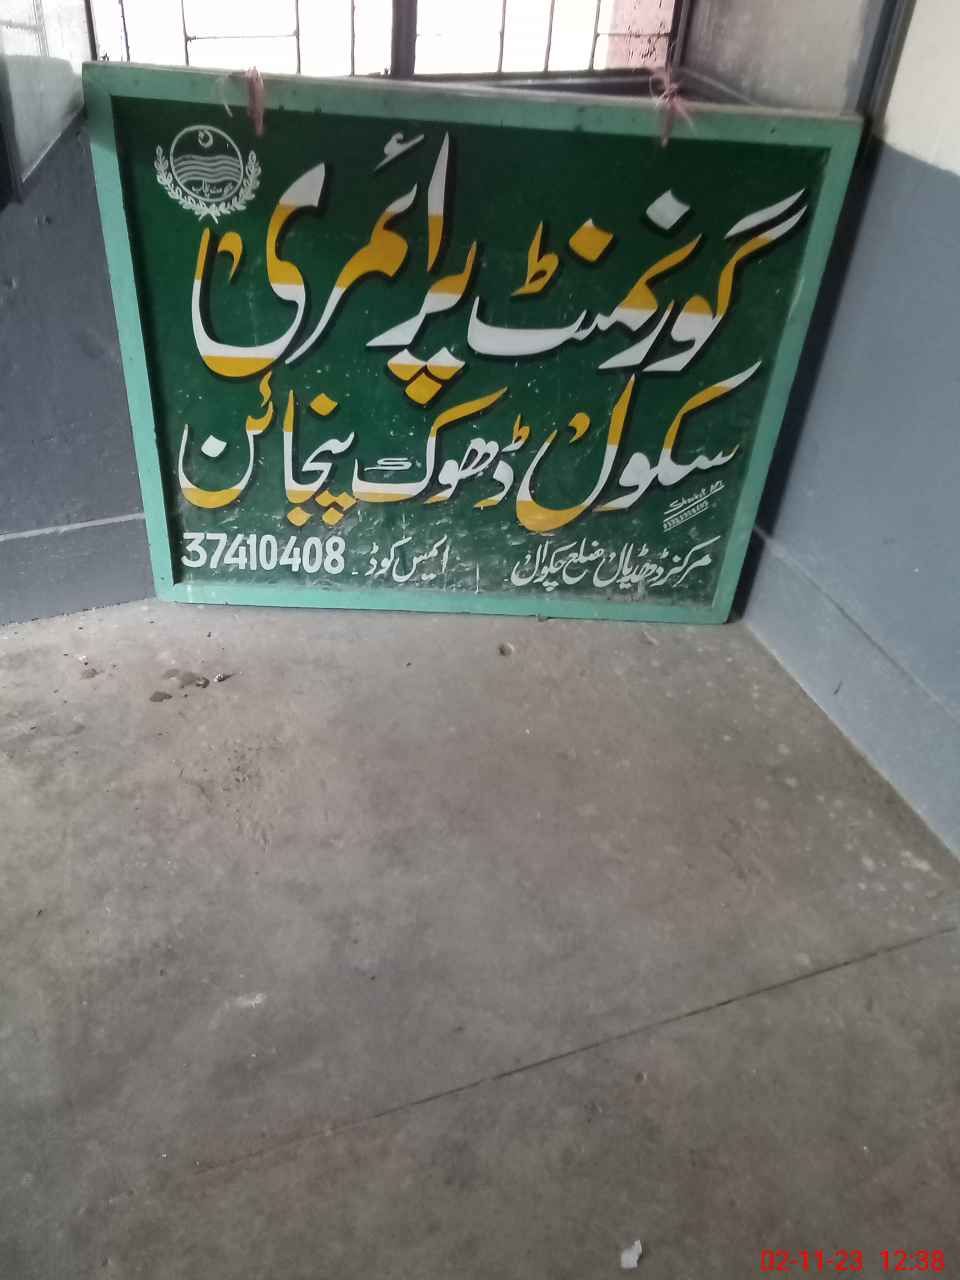 گورنمنٹ پرائمری
سکول ڈھوک پنجائن
مرکز ڈھڈیال ضلع چکوال ایمس کوڈ 37410408
02-11-23 12:38